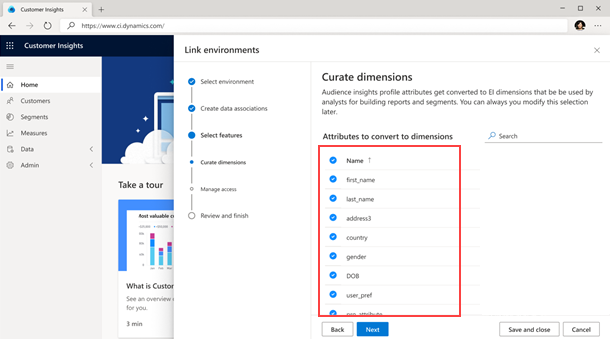 Customer Insights
https://www.ci.dynamics.com/
Customer Insights
Home
Customers
Segments
Measures
Data
Admin
Take a tour
What is Custom
See an overview
for you.
3 min
Link environments
Select environment
Create data associations
Select features
Curate dimensions
Manage access
Review and finish
Curate dimensions
Audience insights profile attributes get converted to EI dimensions that be be used by
analysts for building reports and segments. You can always modify this selection
later.
Attributes to convert to dimensions
Search
Name ↑
first_name
last_name
address3
country
gender
DOB
user_pref
Back
Next
Save and close
Cancel